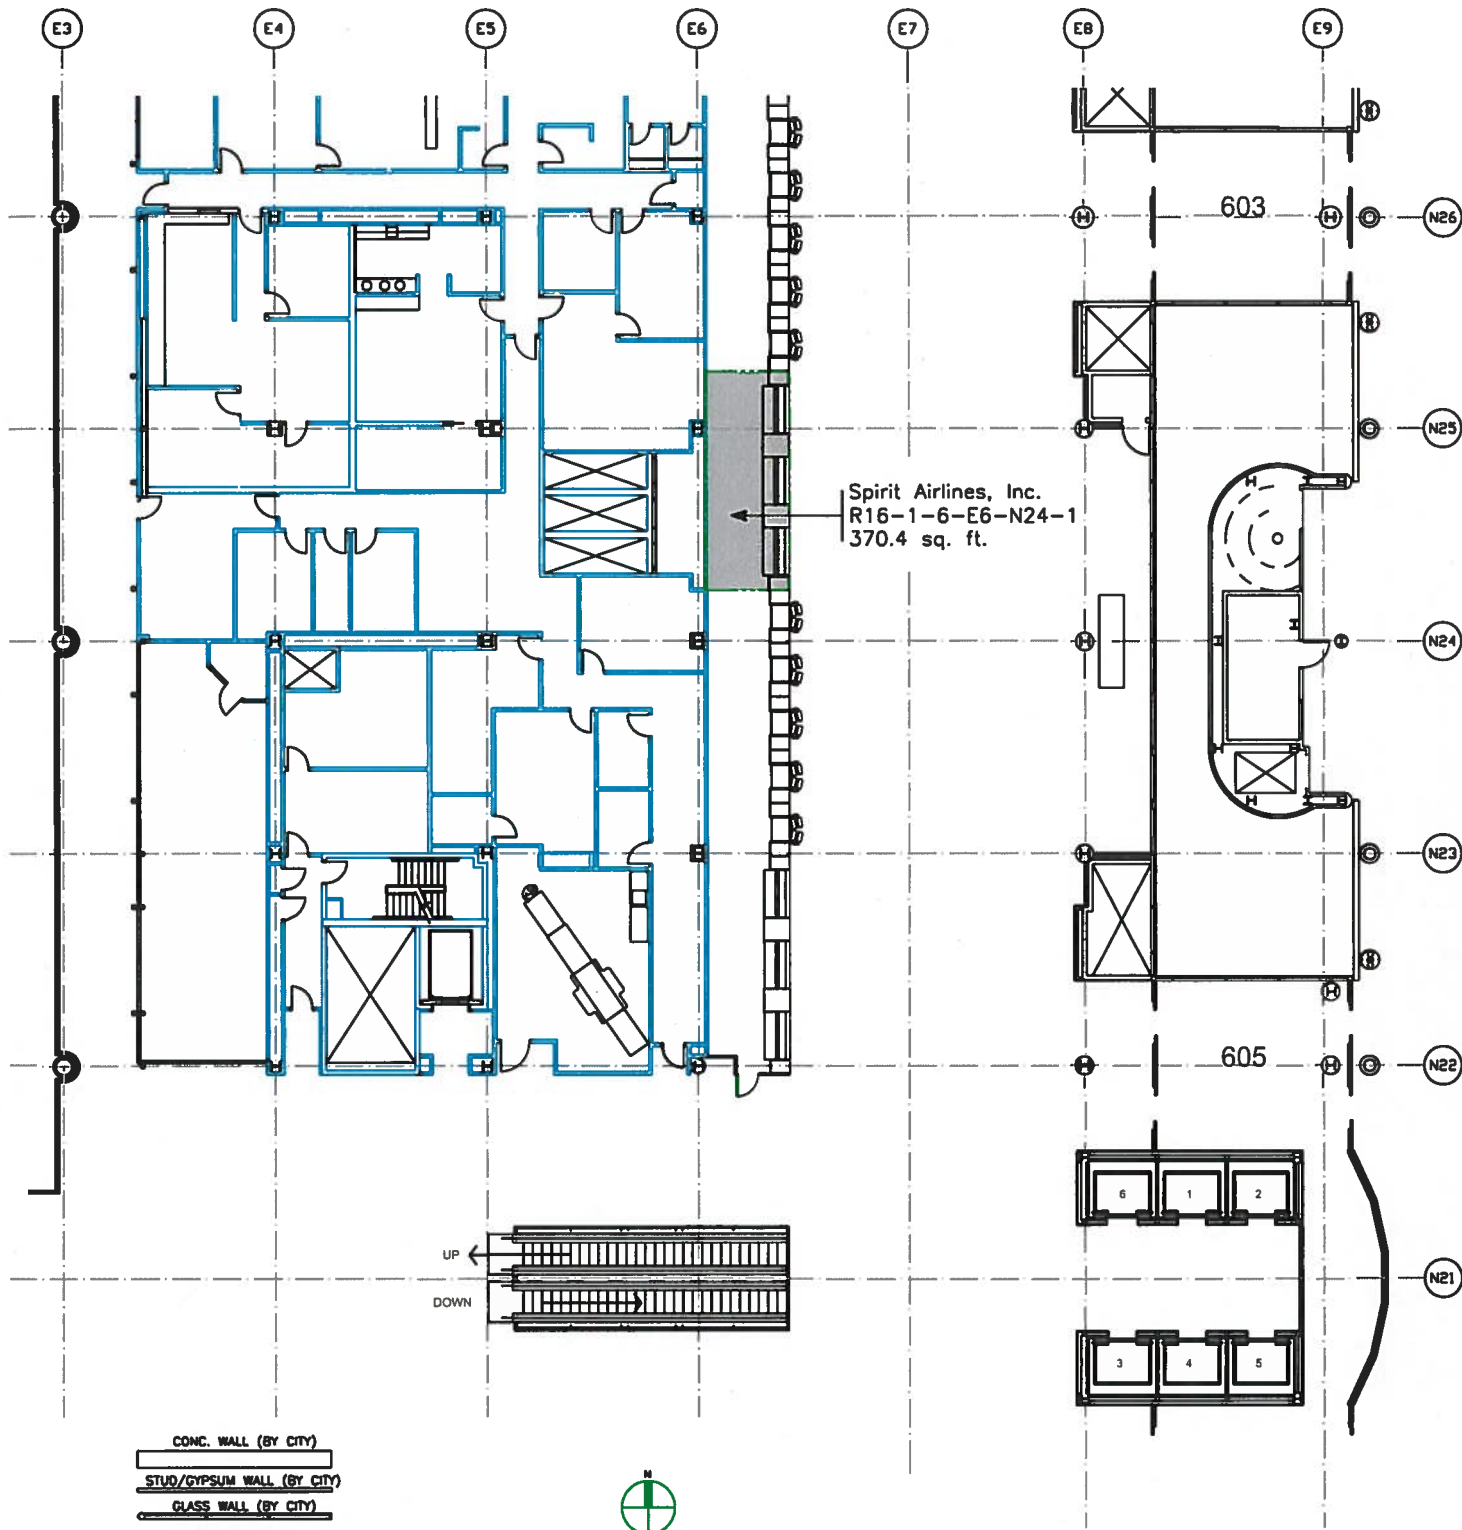 E3 E4 E5 E6 E7 E8 E9
603
N26
N25
Spirit Airlines, Inc.
R16-1-6-E6-N24-1
370.4 sq. ft.
N24
N23
605
N22
6 1 2
UP
N21
DOWN
3 4 5
CONC. WALL (BY CITY)
STUD/GYPSUM WALL (BY CITY)
GLASS WALL (BY CITY)
N